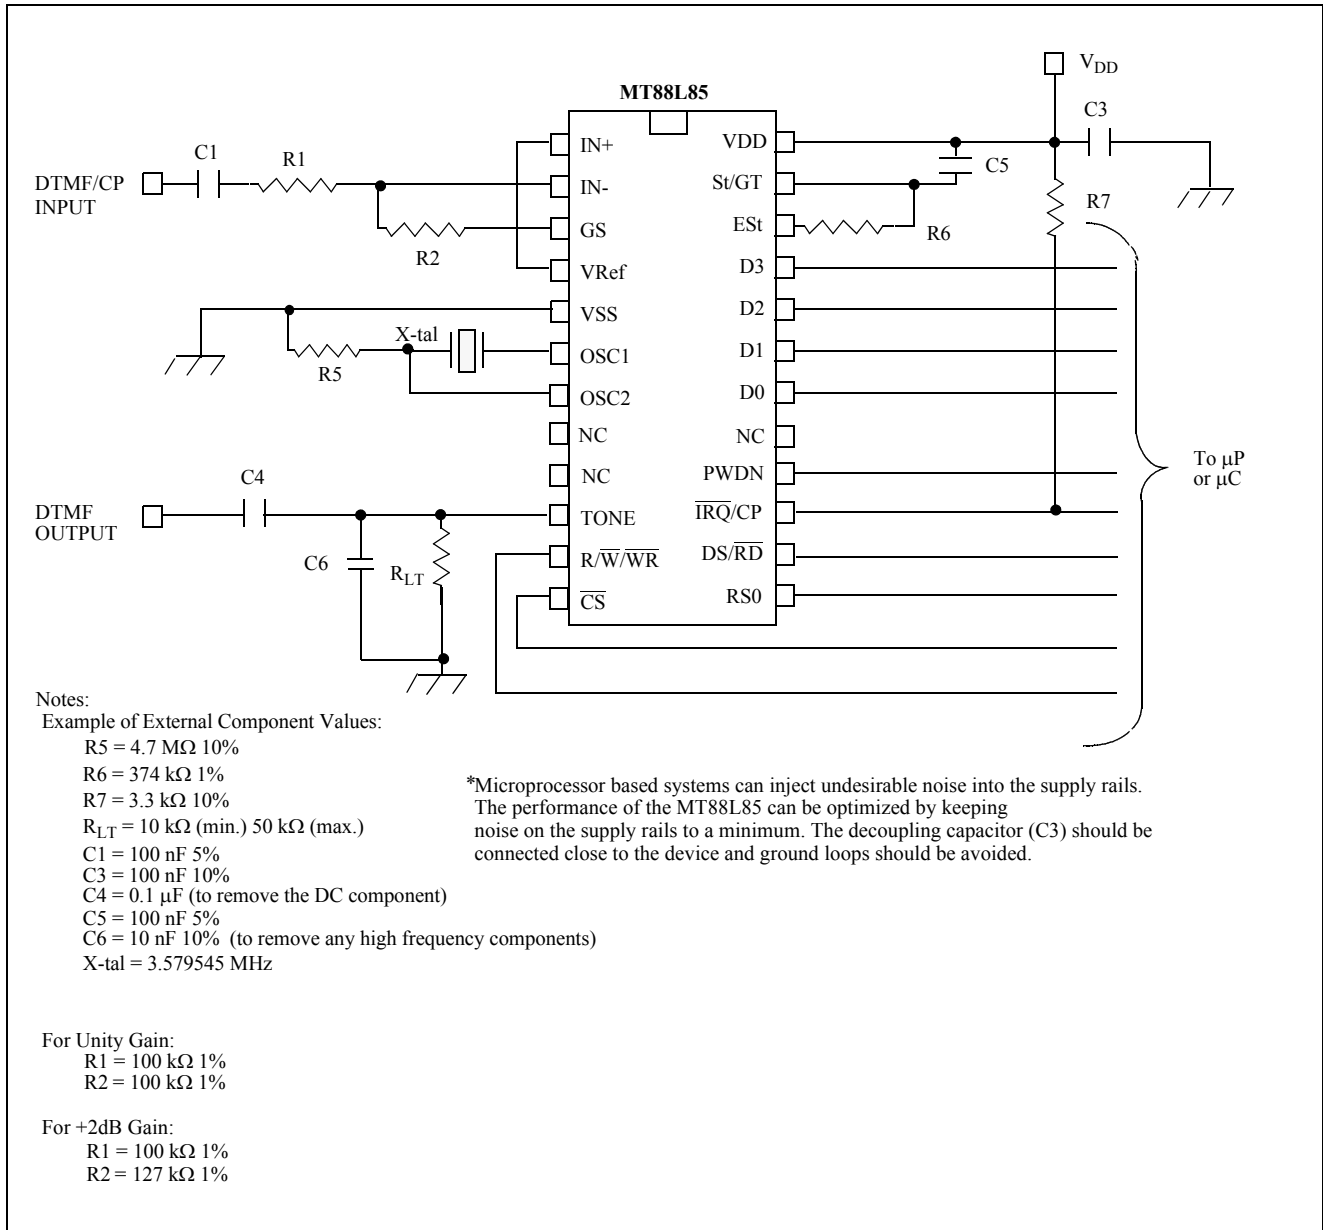 V_DD
MT88L85
C3
C1
R1
DTMF/CP
INPUT
R2
IN+
IN-
GS
VRef
VSS
X-tal
R5
OSC1
OSC2
NC
NC
C4
DTMF
OUTPUT
C6
R_LT
TONE
R/W̅/W̅R̅
C̅S̅
VDD
St/GT
ESt
C5
R6
R7
D3
D2
D1
D0
NC
PWDN
I̅R̅Q̅/CP
DS/R̅D̅
RS0
To µP
or µC
Notes:
Example of External Component Values:
R5 = 4.7 MΩ 10%
R6 = 374 kΩ 1%
R7 = 3.3 kΩ 10%
R_LT = 10 kΩ (min.) 50 kΩ (max.)
C1 = 100 nF 5%
C3 = 100 nF 10%
C4 = 0.1 µF (to remove the DC component)
C5 = 100 nF 5%
C6 = 10 nF 10% (to remove any high frequency components)
X-tal = 3.579545 MHz
*Microprocessor based systems can inject undesirable noise into the supply rails.
The performance of the MT88L85 can be optimized by keeping
noise on the supply rails to a minimum. The decoupling capacitor (C3) should be
connected close to the device and ground loops should be avoided.
For Unity Gain:
R1 = 100 kΩ 1%
R2 = 100 kΩ 1%
For +2dB Gain:
R1 = 100 kΩ 1%
R2 = 127 kΩ 1%